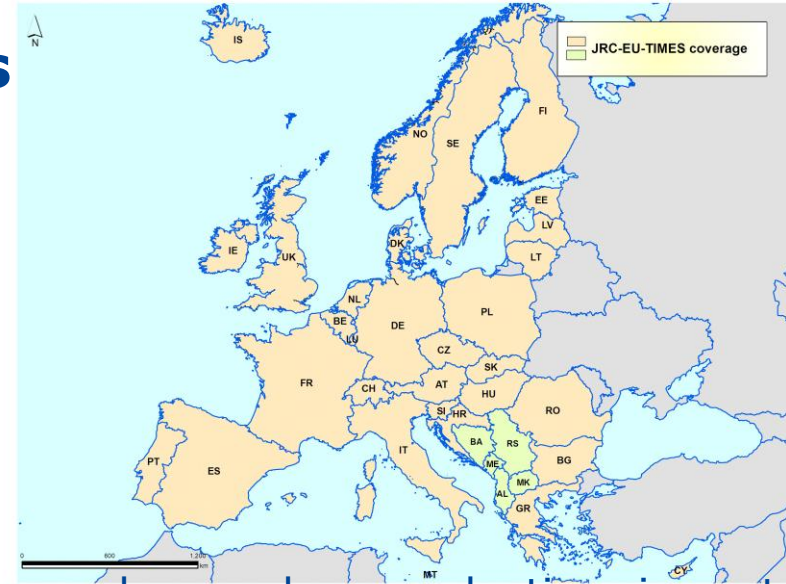 s
N
IS
JRC-EU-TIMES coverage
NO
SE
FI
EE
LV
LT
DK
IE
UK
NL
BE
LU
DE
PL
CZ
SK
FR
CH
AT
HU
SI
HR
RO
BA
RS
IT
ME
BG
MK
AL
GR
PT
ES
MT
CY
0 600 1,200
km